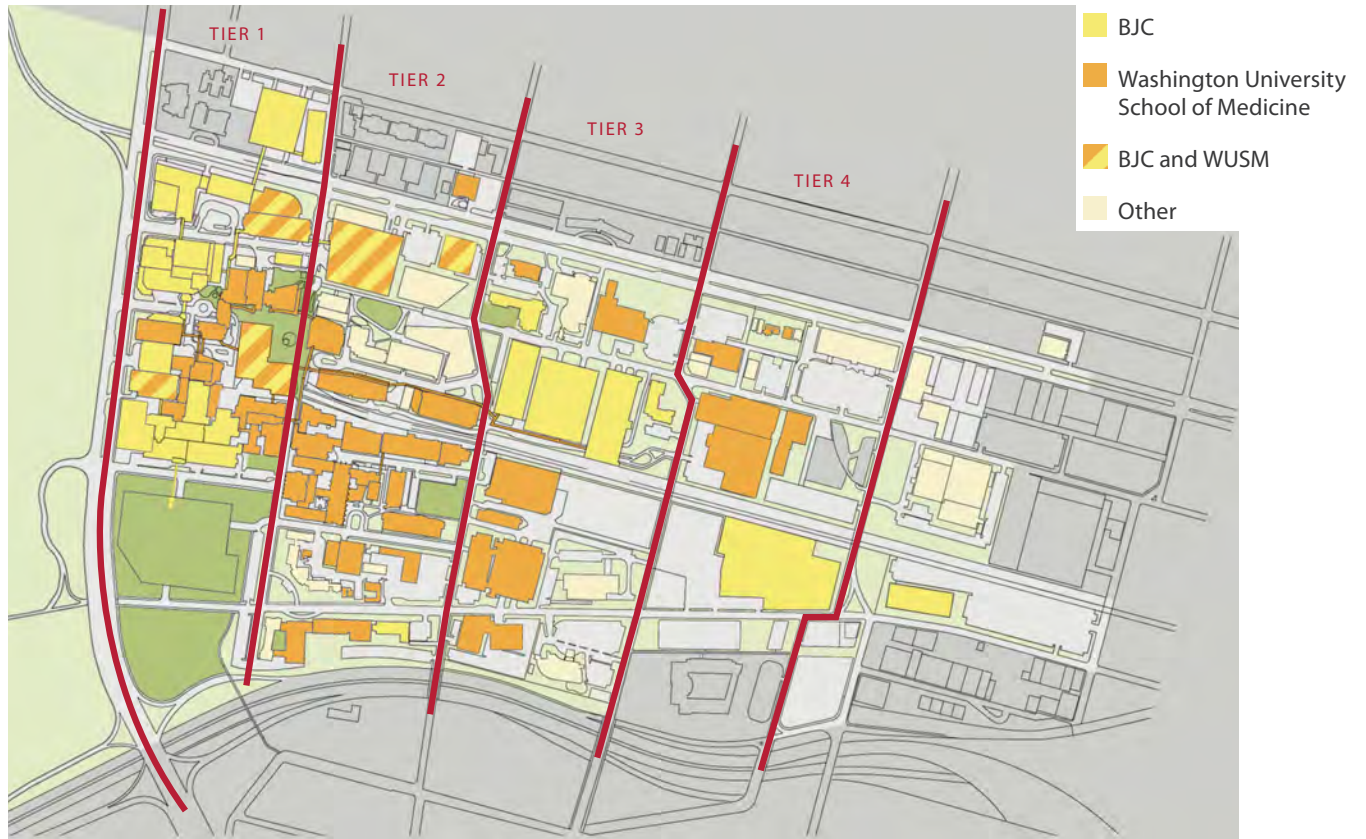 TIER 1
TIER 2
TIER 3
TIER 4
BJC
Washington University
School of Medicine
BJC and WUSM
Other